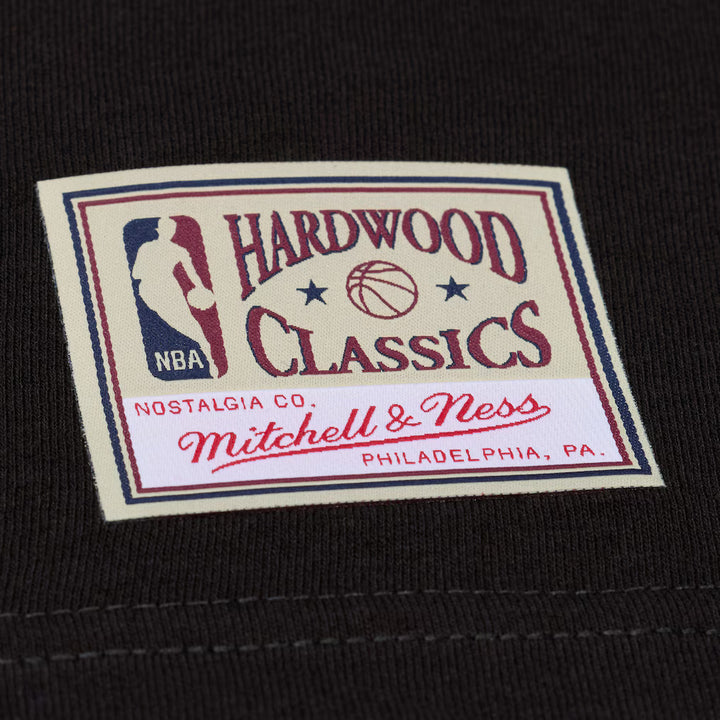 HARDWOOD
CLASSICS
NBA
NOSTALGIA CO.
Mitchell & Ness
PHILADELPHIA, PA.